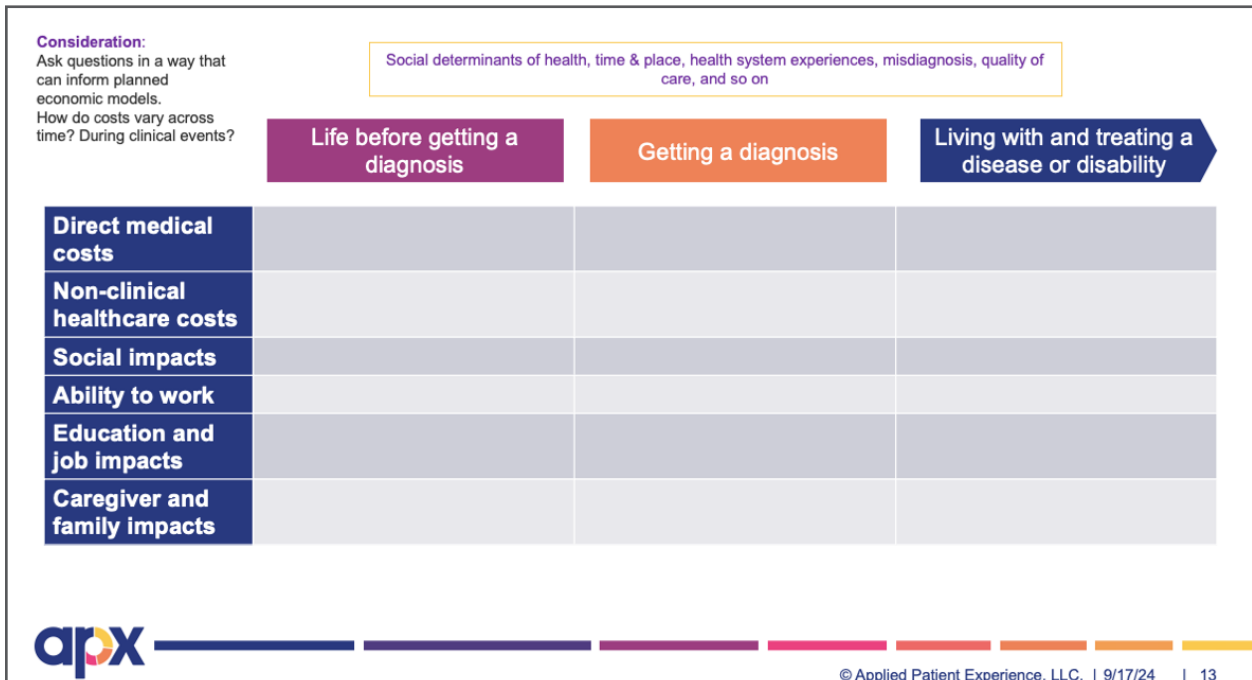 Consideration:
Ask questions in a way that
can inform planned
economic models.
How do costs vary across
time? During clinical events?
Social determinants of health, time & place, health system experiences, misdiagnosis, quality of
care, and so on
Life before getting a
diagnosis
Getting a diagnosis
Living with and treating a
disease or disability
Direct medical
costs
Non-clinical
healthcare costs
Social impacts
Ability to work
Education and
job impacts
Caregiver and
family impacts
apx
© Applied Patient Experience, LLC. | 9/17/24 | 13